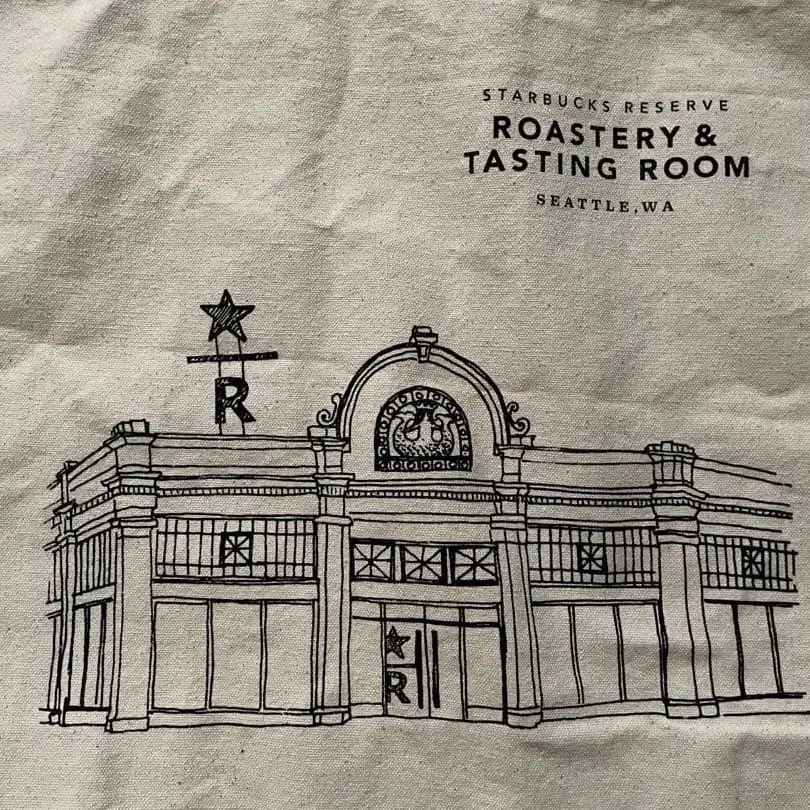 STARBUCKS RESERVE
ROASTERY &
TASTING ROOM
SEATTLE, WA
R
R